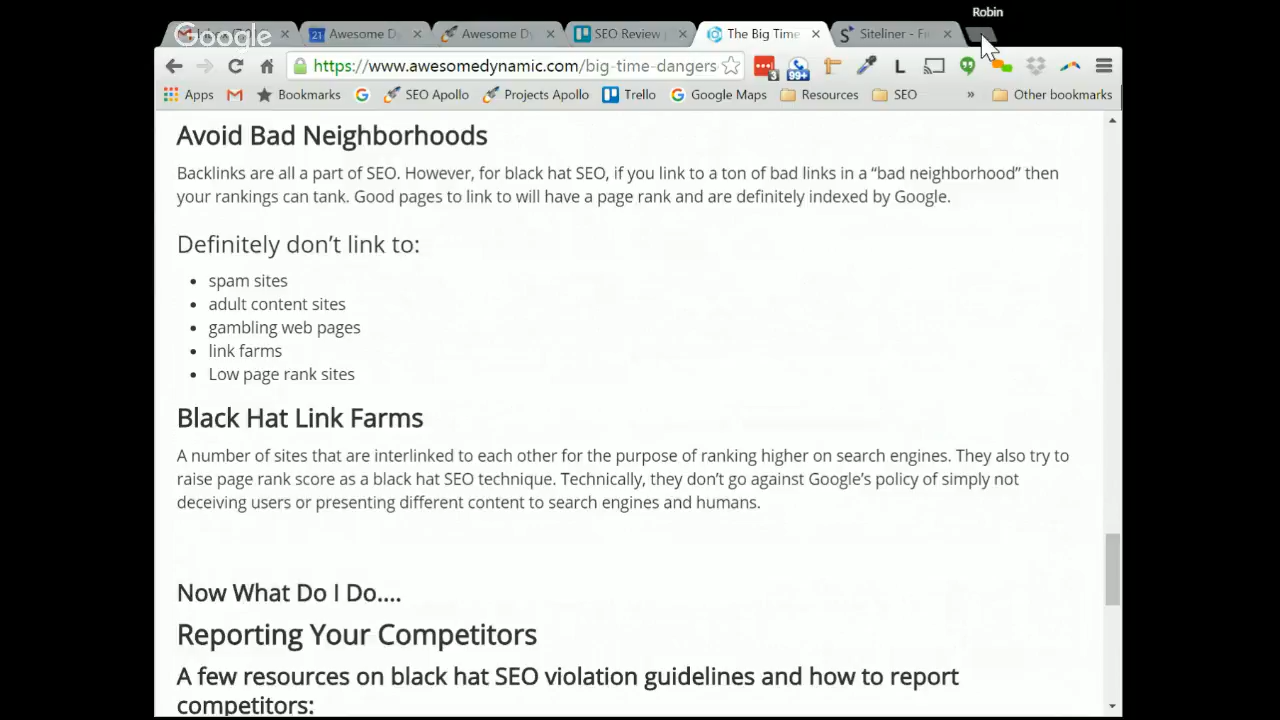 Robin
Google
Awesome D
Awesome Dy
SEO Review
The Big Time
Siteliner - Fi
https://www.awesomedynamic.com/big-time-dangers
3
99+
L
Apps
Bookmarks
SEO Apollo
Projects Apollo
Trello
Google Maps
Resources
SEO
»
Other bookmarks
Avoid Bad Neighborhoods
Backlinks are all a part of SEO. However, for black hat SEO, if you link to a ton of bad links in a “bad neighborhood” then
your rankings can tank. Good pages to link to will have a page rank and are definitely indexed by Google.
Definitely don’t link to:
• spam sites
• adult content sites
• gambling web pages
• link farms
• Low page rank sites
Black Hat Link Farms
A number of sites that are interlinked to each other for the purpose of ranking higher on search engines. They also try to
raise page rank score as a black hat SEO technique. Technically, they don’t go against Google’s policy of simply not
deceiving users or presenting different content to search engines and humans.
Now What Do I Do....
Reporting Your Competitors
A few resources on black hat SEO violation guidelines and how to report
competitors: